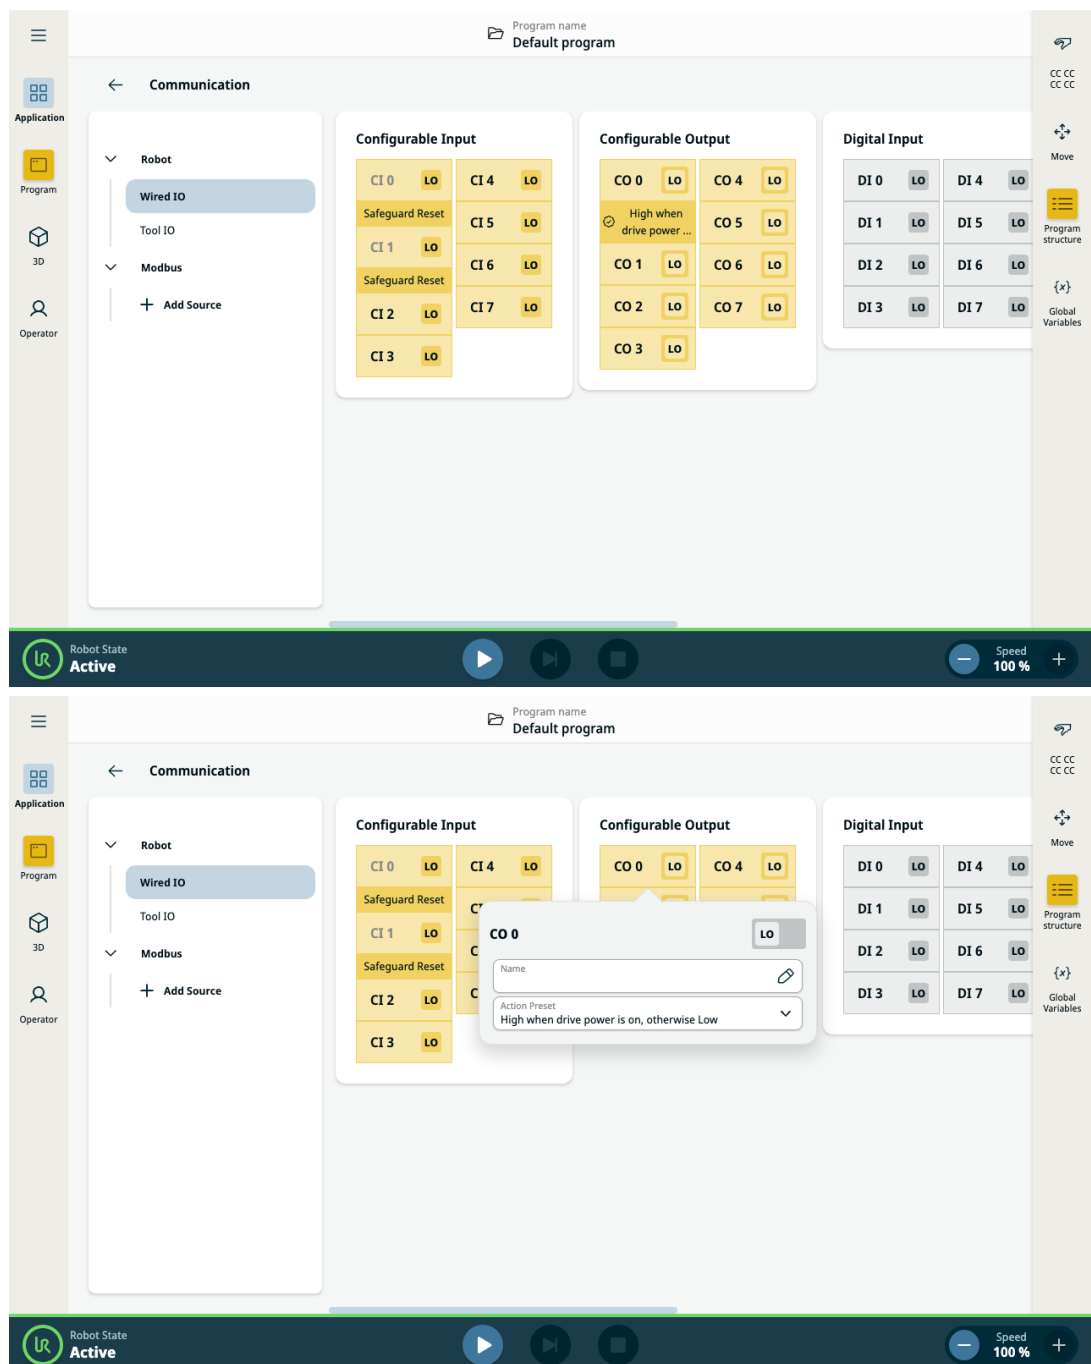 Program name
Default program
Application
Program
3D
Operator
Communication
Robot
Wired IO
Tool IO
Modbus
Add Source
Configurable Input
CI 0 LO CI 4 LO
Safeguard Reset
CI 5 LO
CI 1 LO
CI 6 LO
Safeguard Reset
CI 2 LO CI 7 LO
CI 3 LO
Configurable Output
CO 0 LO CO 4 LO
High when
drive power ...
CO 5 LO
CO 1 LO CO 6 LO
CO 2 LO CO 7 LO
CO 3 LO
Digital Input
DI 0 LO DI 4 LO
DI 1 LO DI 5 LO
DI 2 LO DI 6 LO
DI 3 LO DI 7 LO
CC CC
CC CC
Move
Program
structure
{x}
Global
Variables
UR
Robot State
Active
Speed
100 %
Program name
Default program
Application
Program
3D
Operator
Communication
Robot
Wired IO
Tool IO
Modbus
Add Source
Configurable Input
CI 0 LO CI 4 LO
Safeguard Reset
CI 1 LO
Safeguard Reset
CI 2 LO
CI 3 LO
Configurable Output
CO 0 LO CO 4 LO
CO 0 LO
Name
Action Preset
High when drive power is on, otherwise Low
Digital Input
DI 0 LO DI 4 LO
DI 1 LO DI 5 LO
DI 2 LO DI 6 LO
DI 3 LO DI 7 LO
CC CC
CC CC
Move
Program
structure
{x}
Global
Variables
UR
Robot State
Active
Speed
100 %